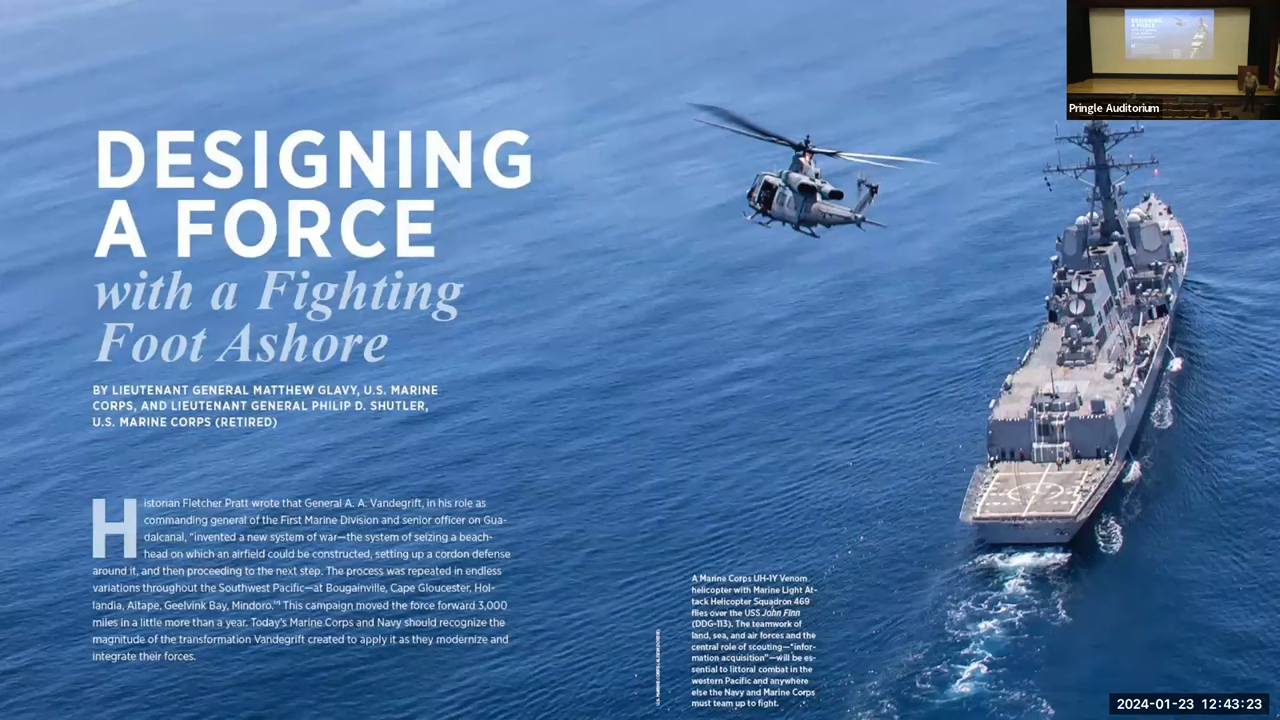 DESIGNING
A FORCE
with a Fighting
Foot Ashore
BY LIEUTENANT GENERAL MATTHEW GLAVY, U.S. MARINE
CORPS, AND LIEUTENANT GENERAL PHILIP D. SHUTLER,
U.S. MARINE CORPS (RETIRED)
Historian Fletcher Pratt wrote that General A. A. Vandegrift, in his role as
commanding general of the First Marine Division and senior officer on Gua-
dalcanal, “invented a new system of war—the system of seizing a beach-
head on which an airfield could be constructed, setting up a cordon defense
around it, and then proceeding to the next step. The process was repeated in endless
variations throughout the Southwest Pacific—at Bougainville, Cape Gloucester, Hol-
landia, Aitape, Geelvink Bay, Mindoro.”1 This campaign moved the force forward 3,000
miles in a little more than a year. Today’s Marine Corps and Navy should recognize the
magnitude of the transformation Vandegrift created to apply it as they modernize and
integrate their forces.
A Marine Corps UH-1Y Venom
helicopter with Marine Light At-
tack Helicopter Squadron 469
flies over the USS John Finn
(DDG-113). The teamwork of
land, sea, and air forces and the
central role of scouting—“infor-
mation acquisition”—will be es-
sential to littoral combat in the
western Pacific and anywhere
else the Navy and Marine Corps
must team up to fight.
U.S. MARINE CORPS
Pringle Auditorium
2024-01-23 12:43:23